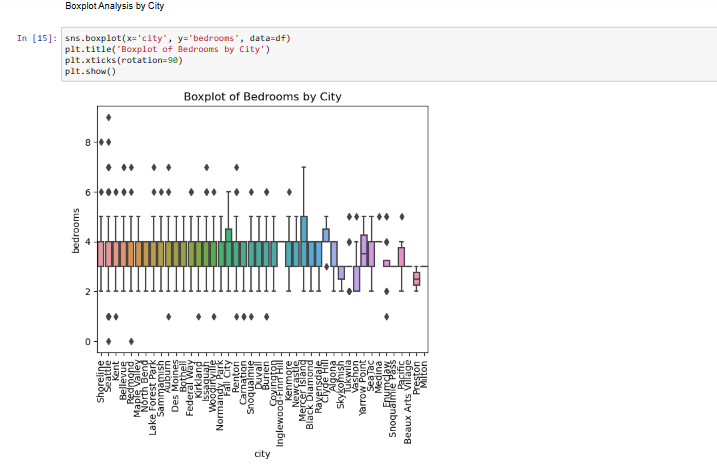 Boxplot Analysis by City
In [15]: sns.boxplot(x='city', y='bedrooms', data=df)
plt.title('Boxplot of Bedrooms by City')
plt.xticks(rotation=90)
plt.show()
Boxplot of Bedrooms by City
8
6
4
2
0
bedrooms
Shoreline
Seattle
Kent
Bellevue
Redmond
Maple Valley
North Bend
Lake Forest Park
Sammamish
Auburn
Des Moines
Bothell
Federal Way
Kirkland
Issaquah
Woodinville
Normandy Park
Fall City
Renton
Carnation
Snoqualmie
Duvall
Burien
Covington
Inglewood-Finn Hill
Kenmore
Newcastle
Mercer Island
Black Diamond
Ravensdale
Clyde Hill
Algona
Skykomish
Tukwila
Vashon
Yarrow Point
SeaTac
Medina
Enumclaw
Snoqualmie Pass
Pacific
Beaux Arts Village
Preston
Milton
city